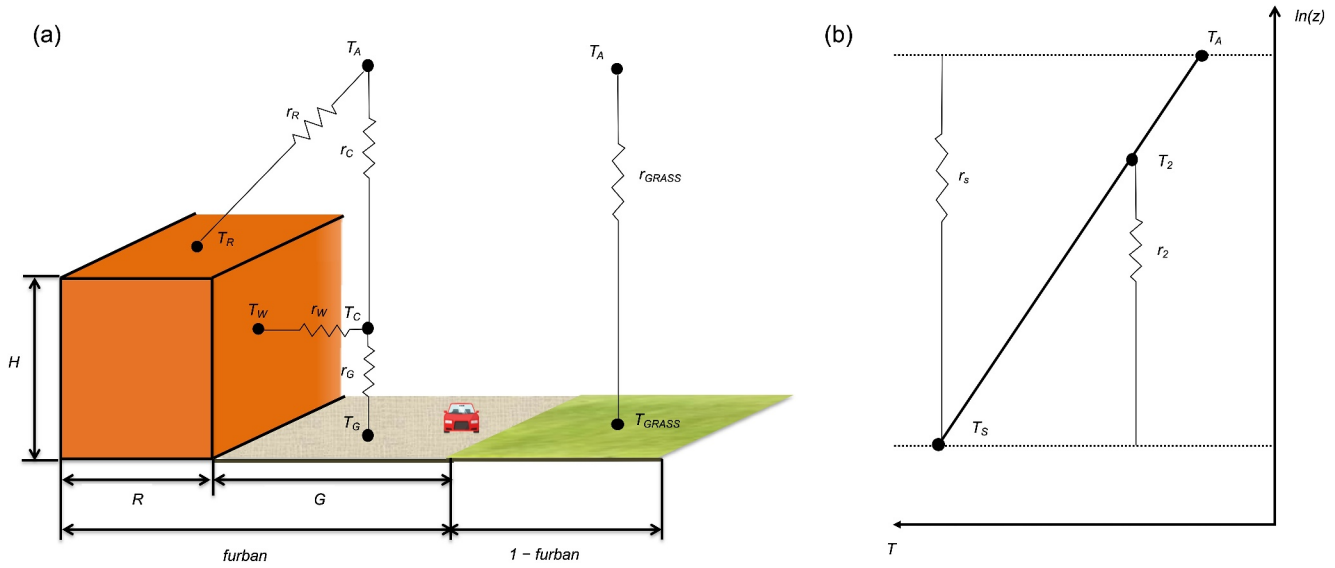 (a)
T_A
T_A
r_R
r_C
r_GRASS
T_R
T_W
r_W
T_C
H
r_G
T_G
T_GRASS
R
G
furban
1 − furban
(b)
ln(z)
T_A
T_2
r_s
r_2
T_S
T